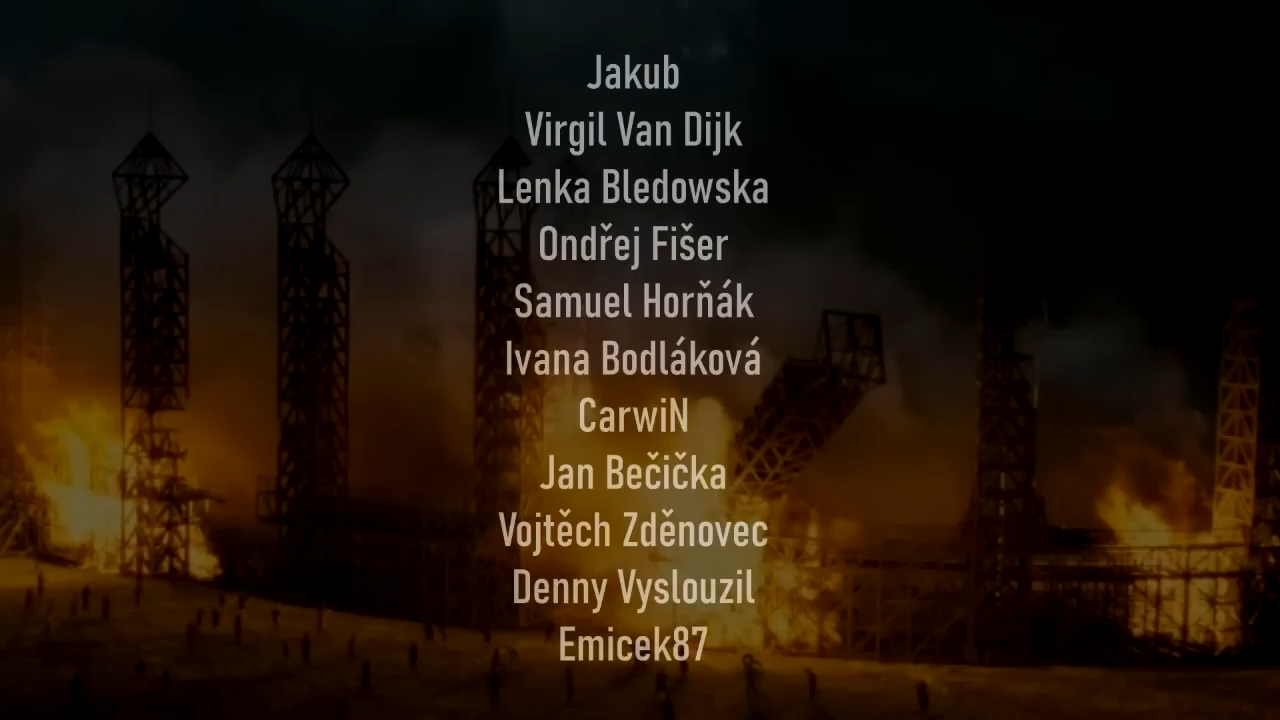 Jakub
Virgil Van Dijk
Lenka Bledowska
Ondřej Fišer
Samuel Horňák
Ivana Bodláková
CarwiN
Jan Bečička
Vojtěch Zděnovec
Denny Vyslouzil
Emicek87